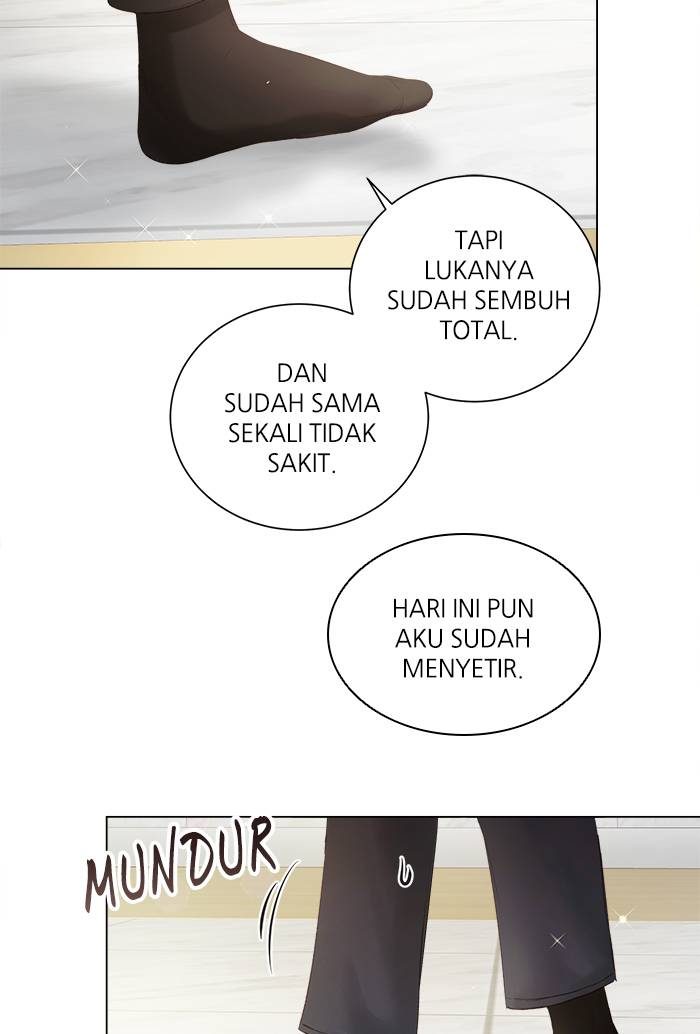 TAPI
LUKANYA
SUDAH SEMBUH
TOTAL.
DAN
SUDAH SAMA
SEKALI TIDAK
SAKIT.
HARI INI PUN
AKU SUDAH
MENYETIR.
MUNDUR